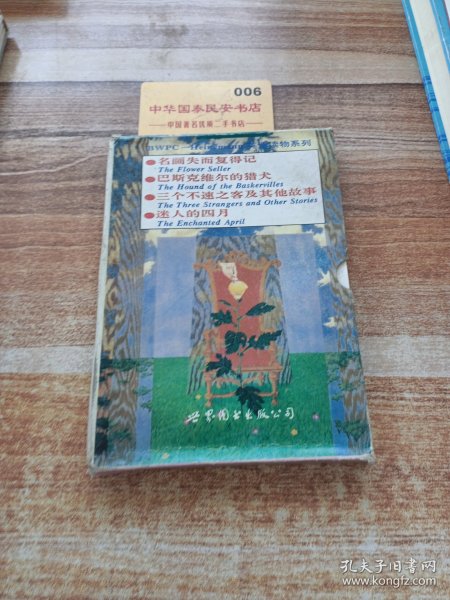 006
中华国泰民安书店
中国著名民族二手书店
BWPC—Heinemann 读物系列
●名画失而复得记
The Flower Seller
●巴斯克维尔的猎犬
The Hound of the Baskervilles
●三个不速之客及其他故事
The Three Strangers and Other Stories
●迷人的四月
The Enchanted April
世界图书出版公司
孔夫子旧书网
www.kongfz.com